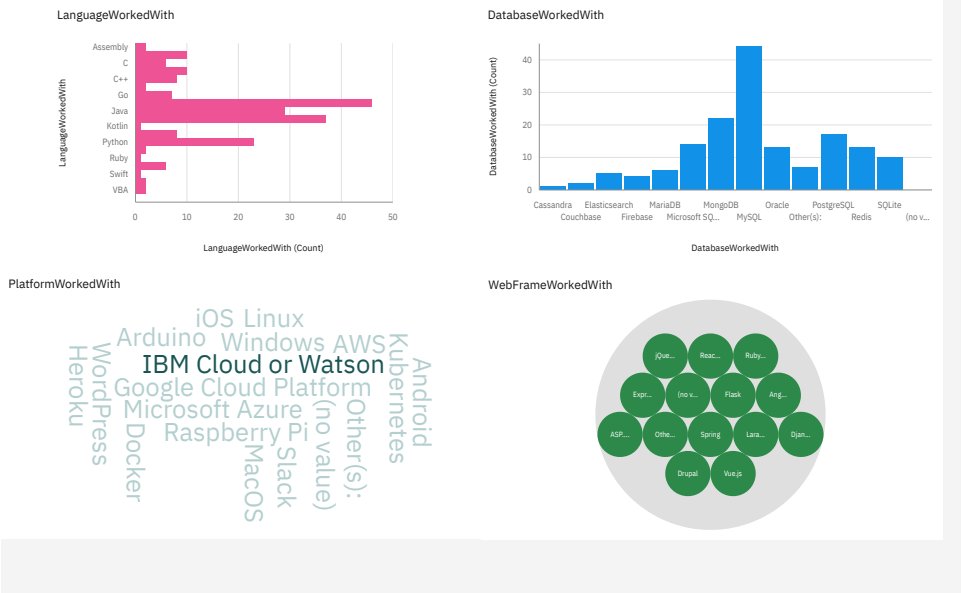 LanguageWorkedWith
LanguageWorkedWith
Assembly
C
C++
Go
Java
Kotlin
Python
Ruby
Swift
VBA
0 10 20 30 40 50
LanguageWorkedWith (Count)
DatabaseWorkedWith
DatabaseWorkedWith (Count)
40
30
20
10
0
Cassandra Elasticsearch MariaDB MongoDB Oracle PostgreSQL SQLite
Couchbase Firebase Microsoft SQ... MySQL Other(s): Redis (no v...
DatabaseWorkedWith
PlatformWorkedWith
iOS Linux
Arduino Windows AWS
IBM Cloud or Watson
Google Cloud Platform
Microsoft Azure
Raspberry Pi
Heroku
WordPress
Docker
MacOS
Slack
(no value)
Other(s):
Kubernetes
Android
WebFrameWorkedWith
jQue... Reac... Ruby...
Expr... (no v... Flask Ang...
ASP.... Othe... Spring Lara... Djan...
Drupal Vue.js